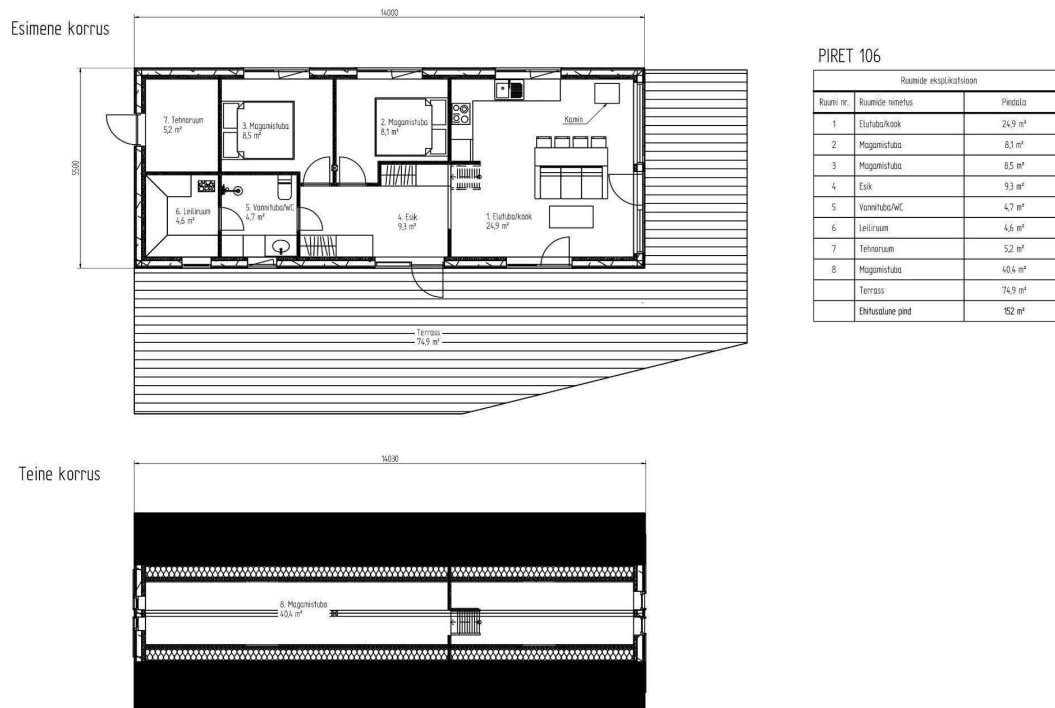 Esimene korrus
14000
5500
7. Tehnoruum
5,2 m²
3. Magamistuba
8,5 m²
2. Magamistuba
8,1 m²
Kamin
6. Leiliruum
4,6 m²
5. Vannituba/WC
4,7 m²
4. Esik
9,3 m²
1. Elutuba/köök
24,9 m²
Terrass
74,9 m²
PIRET 106
Ruumide eksplikatsioon
Ruumi nr. Ruumide nimetus Pindala
1 Elutuba/köök 24,9 m²
2 Magamistuba 8,1 m²
3 Magamistuba 8,5 m²
4 Esik 9,3 m²
5 Vannituba/WC 4,7 m²
6 Leiliruum 4,6 m²
7 Tehnoruum 5,2 m²
8 Magamistuba 40,4 m²
Terrass 74,9 m²
Ehitusalune pind 152 m²
Teine korrus
14030
8. Magamistuba
40,4 m²